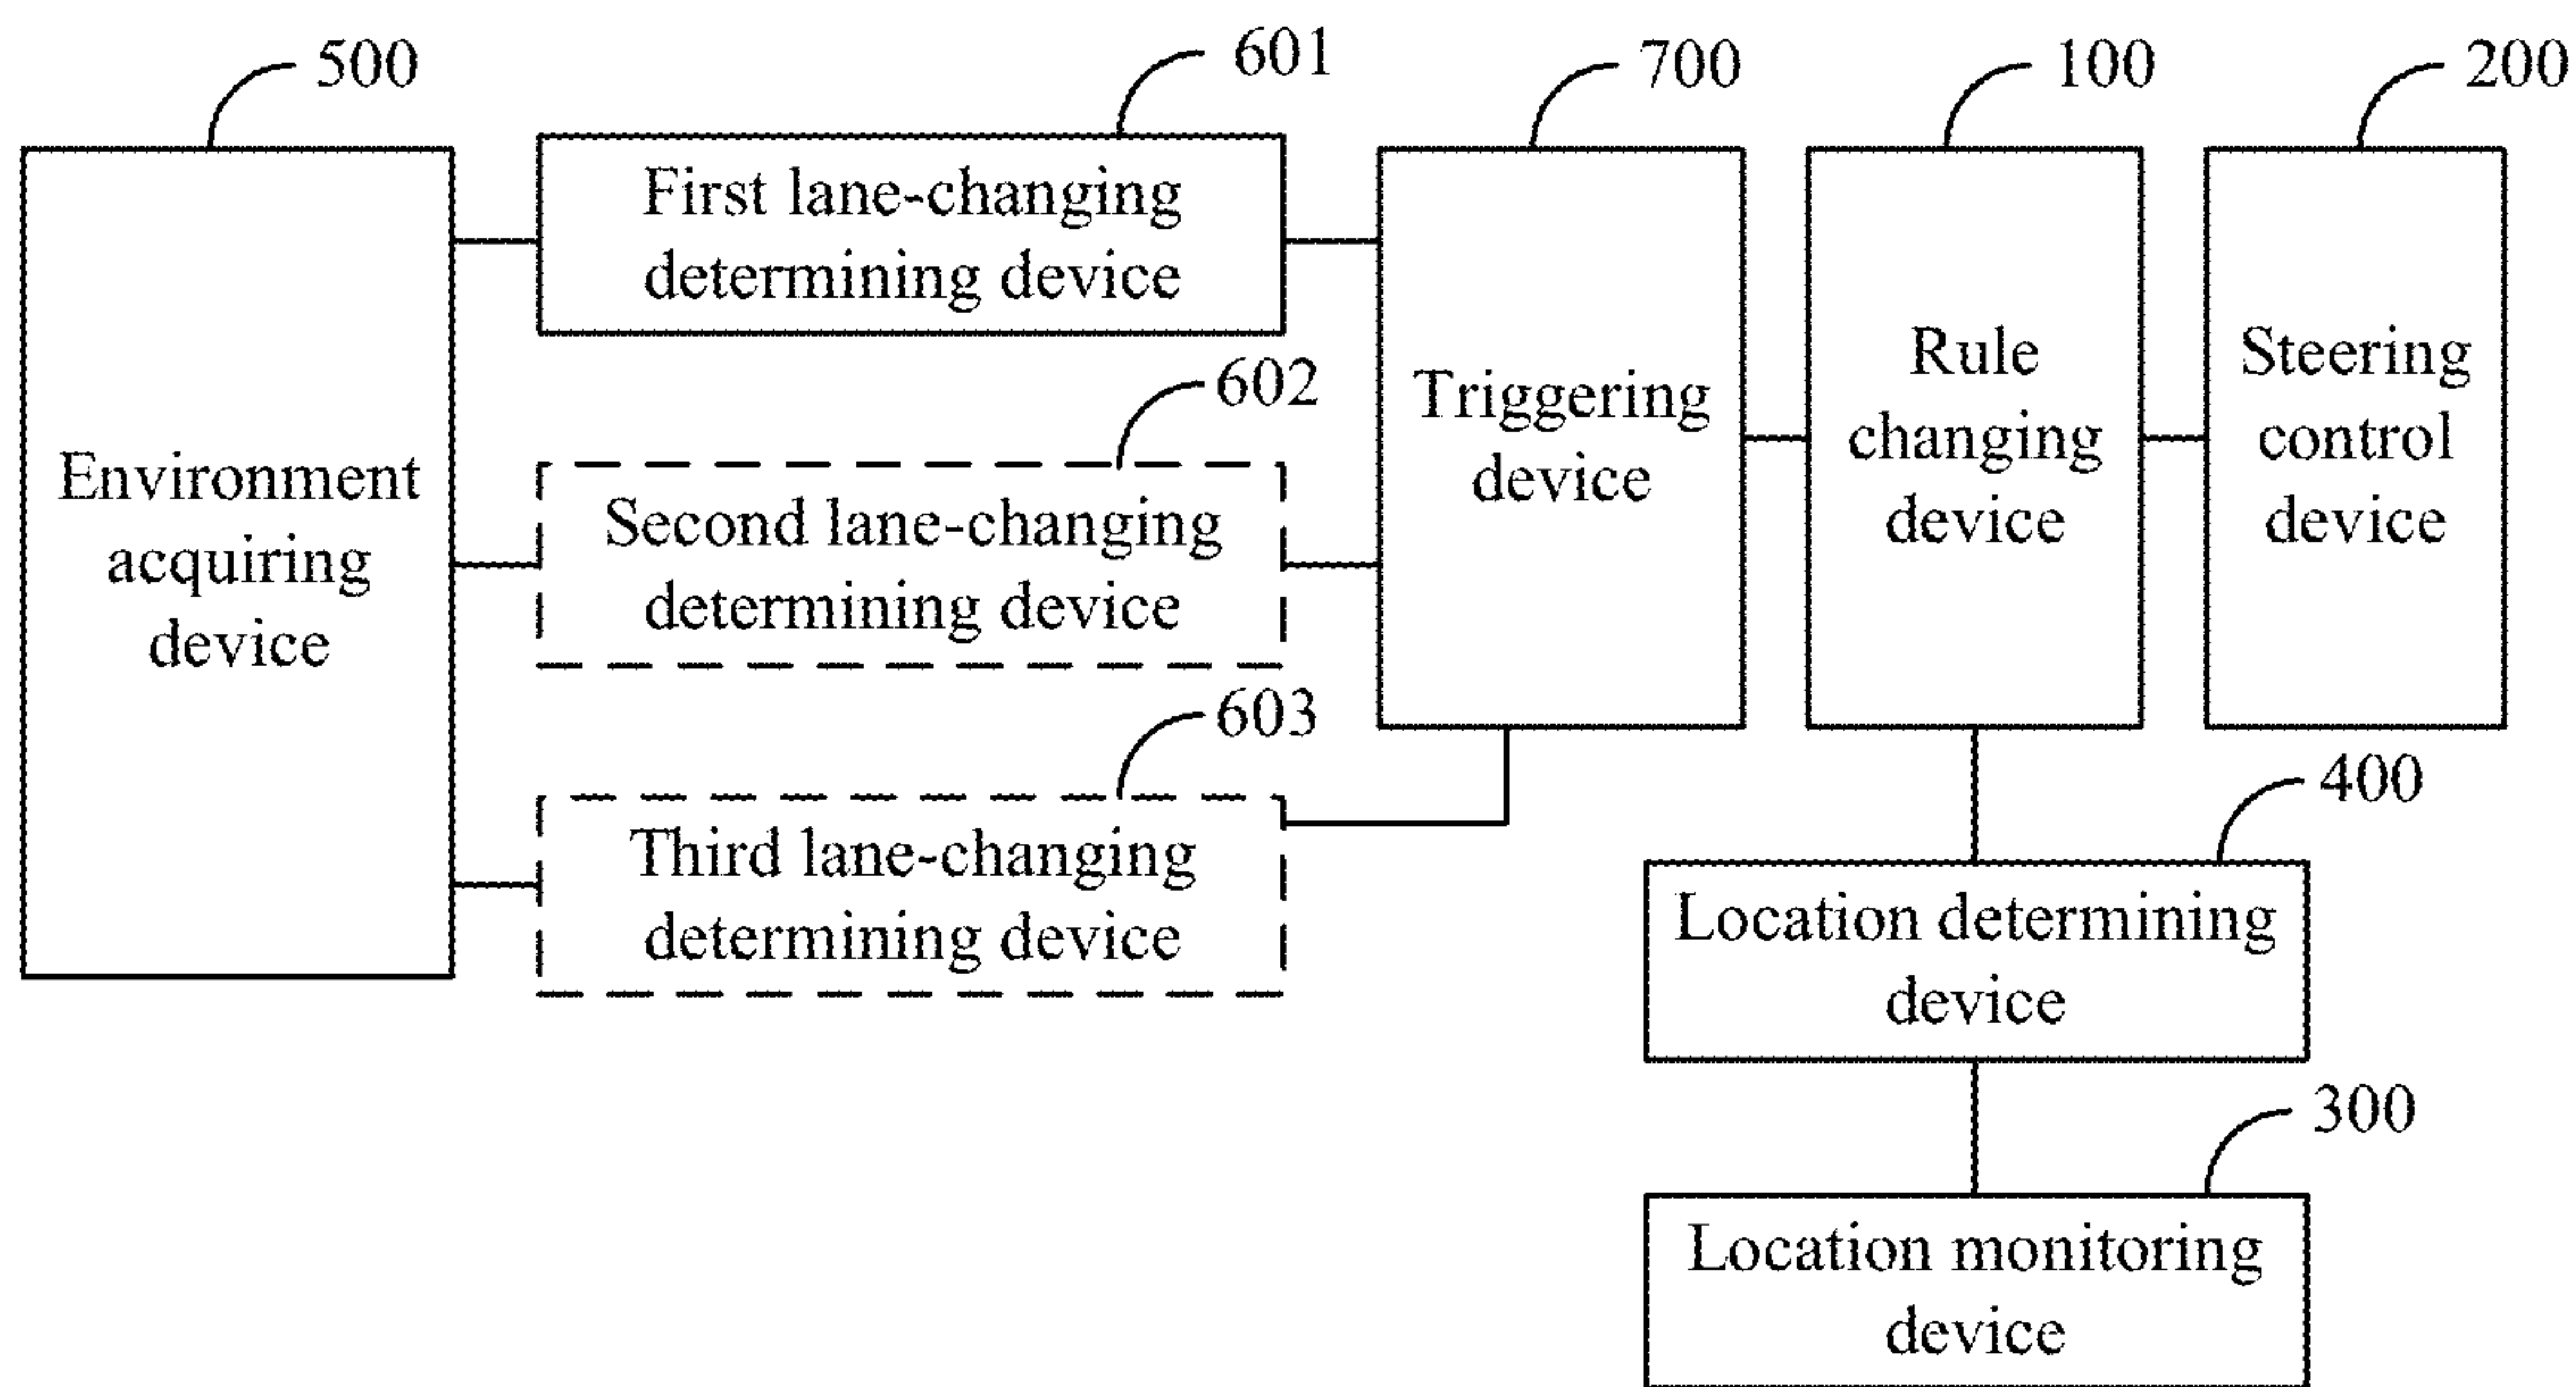 500
601
700
100
200
Environment
acquiring
device
First lane-changing
determining device
602
Second lane-changing
determining device
603
Third lane-changing
determining device
Triggering
device
Rule
changing
device
Steering
control
device
400
Location determining
device
300
Location monitoring
device